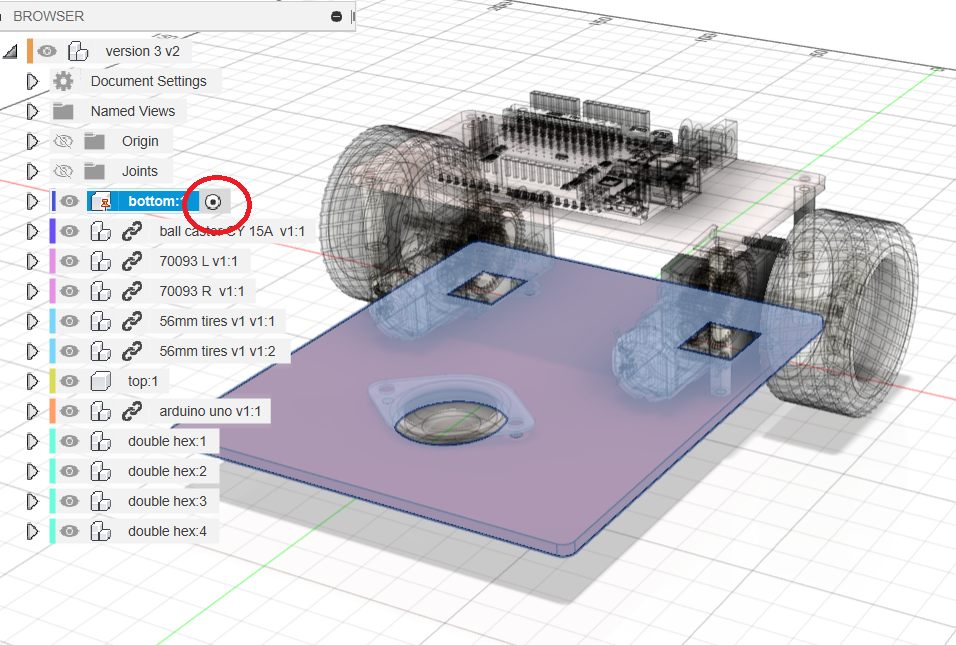 BROWSER
version 3 v2
Document Settings
Named Views
Origin
Joints
bottom:
ball caster CY 15A v1:1
70093 L v1:1
70093 R v1:1
56mm tires v1 v1:1
56mm tires v1 v1:2
top:1
arduino uno v1:1
double hex:1
double hex:2
double hex:3
double hex:4